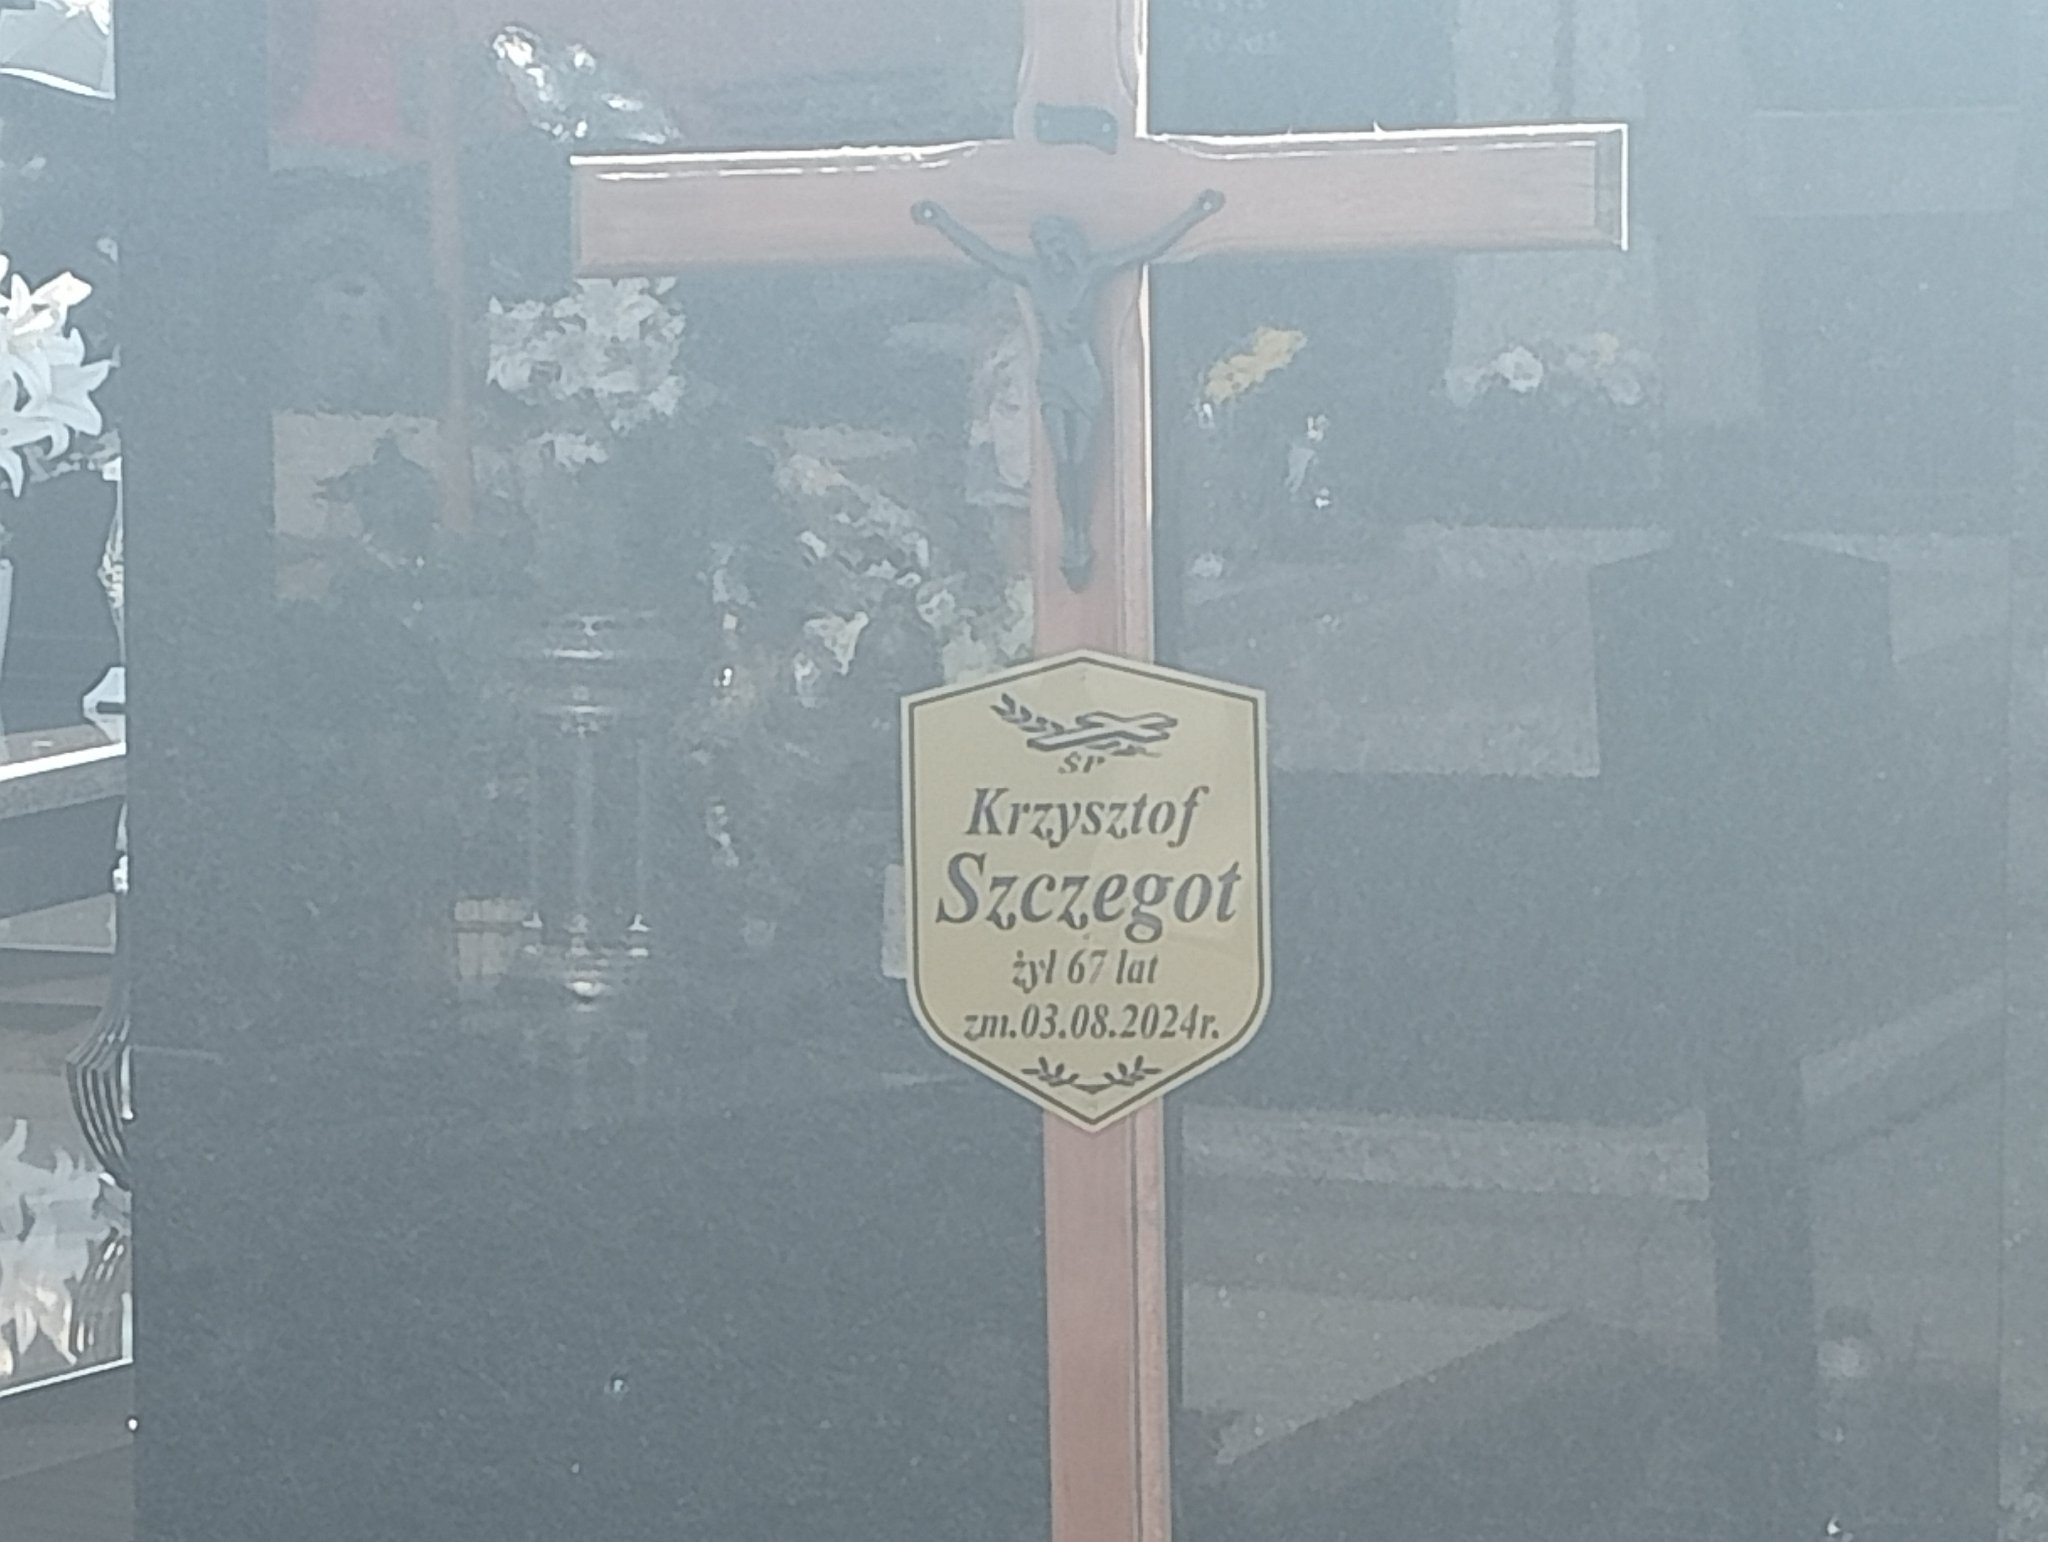 ŚP
Krzysztof
Szczegot
żył 67 lat
zm.03.08.2024r.